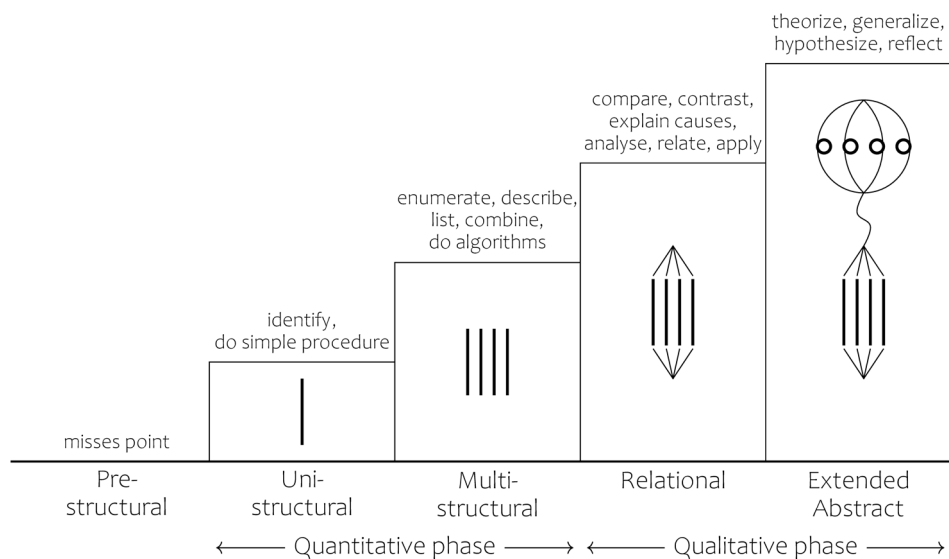 theorize, generalize,
hypothesize, reflect
compare, contrast,
explain causes,
analyse, relate, apply
enumerate, describe,
list, combine,
do algorithms
identify,
do simple procedure
misses point
Pre-
structural
Uni-
structural
Multi-
structural
Relational
Extended
Abstract
Quantitative phase
Qualitative phase